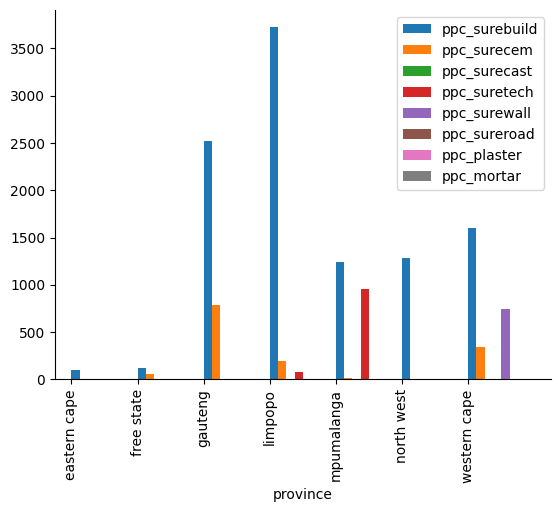 3500
3000
2500
2000
1500
1000
500
0
ppc_surebuild
ppc_surecem
ppc_surecast
ppc_suretech
ppc_surewall
ppc_sureroad
ppc_plaster
ppc_mortar
eastern cape
free state
gauteng
limpopo
mpumalanga
north west
western cape
province